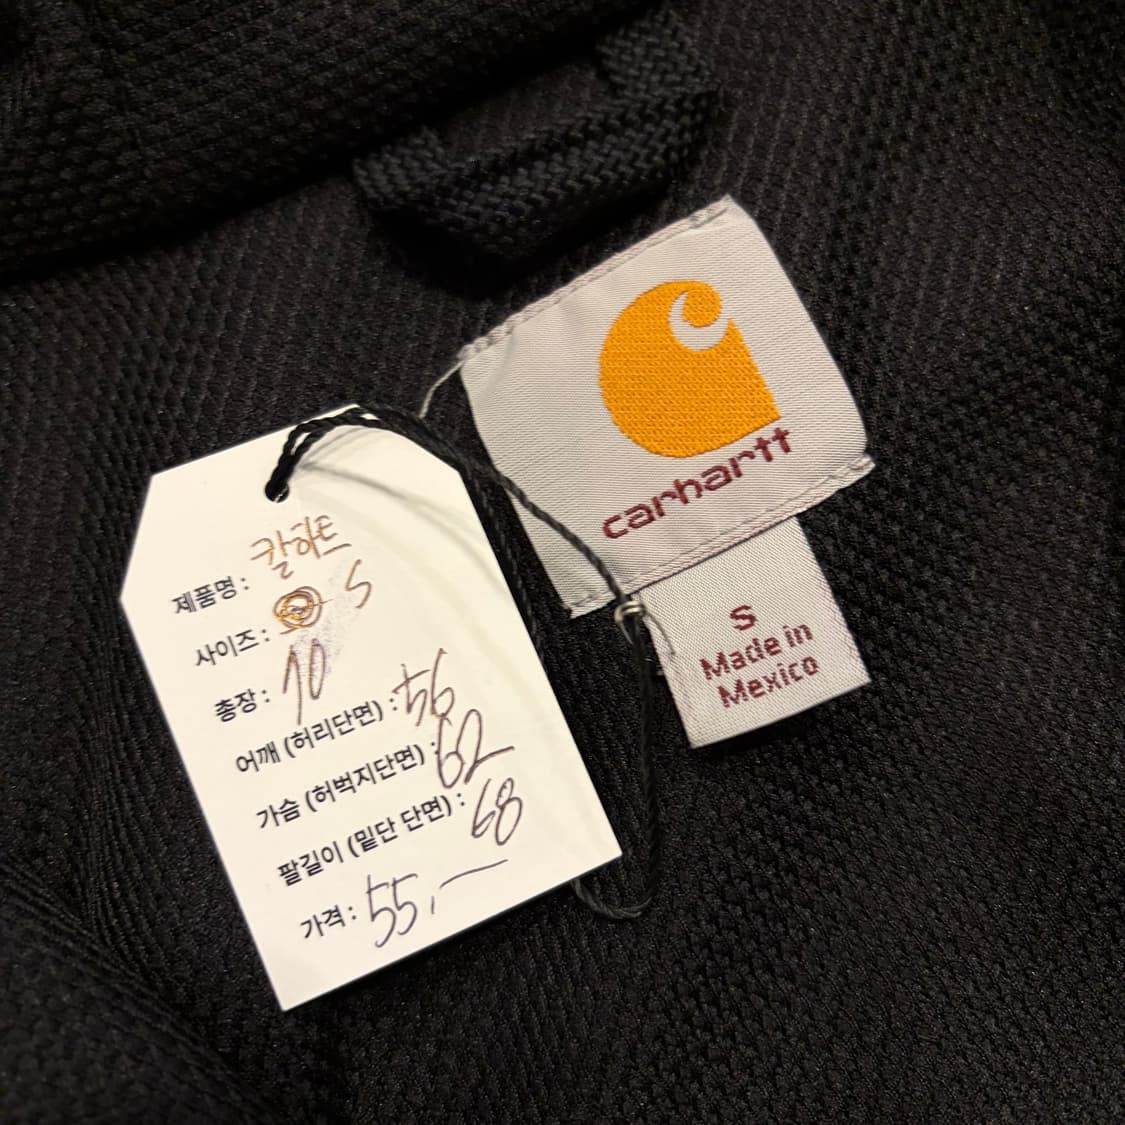 제품명 : 칼하트
사이즈 : S
총장 : 70
어깨 (허리단면) : 56
가슴 (허벅지단면) : 62
팔길이 (밑단 단면) : 68
가격 : 55,—
carhartt
S
Made in
Mexico